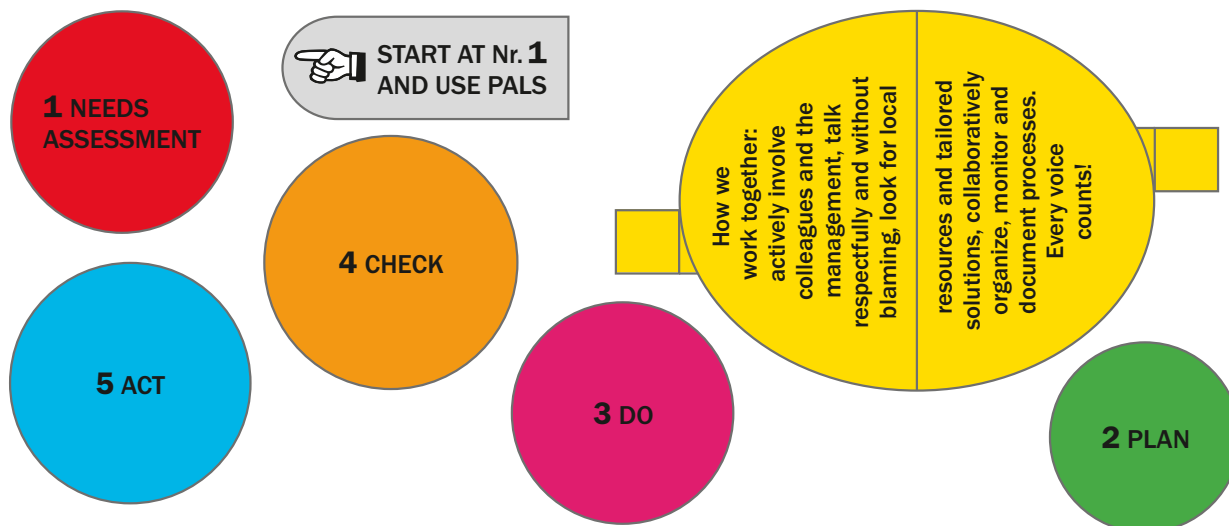 1 NEEDS
ASSESSMENT
START AT Nr. 1
AND USE PALS
4 CHECK
5 ACT
3 DO
How we
work together:
actively involve
colleagues and the
management, talk
respectfully and without
blaming, look for local
resources and tailored
solutions, collaboratively
organize, monitor and
document processes.
Every voice
counts!
2 PLAN